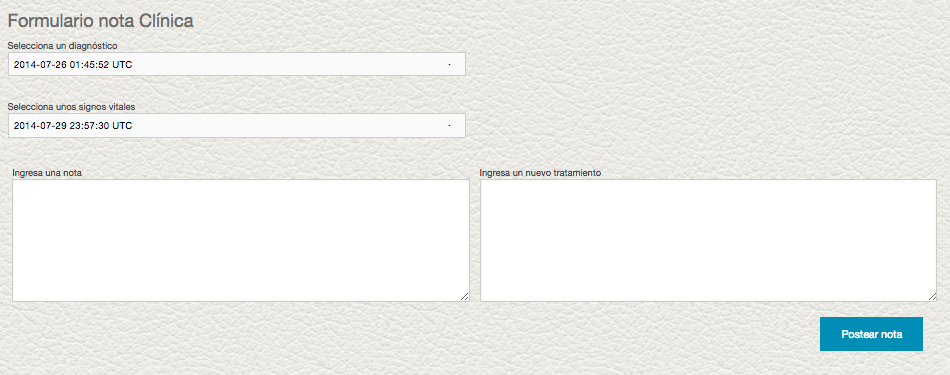 Formulario nota Clínica
Selecciona un diagnóstico
2014-07-26 01:45:52 UTC
Selecciona unos signos vitales
2014-07-29 23:57:30 UTC
Ingresa una nota
Ingresa un nuevo tratamiento
Postear nota